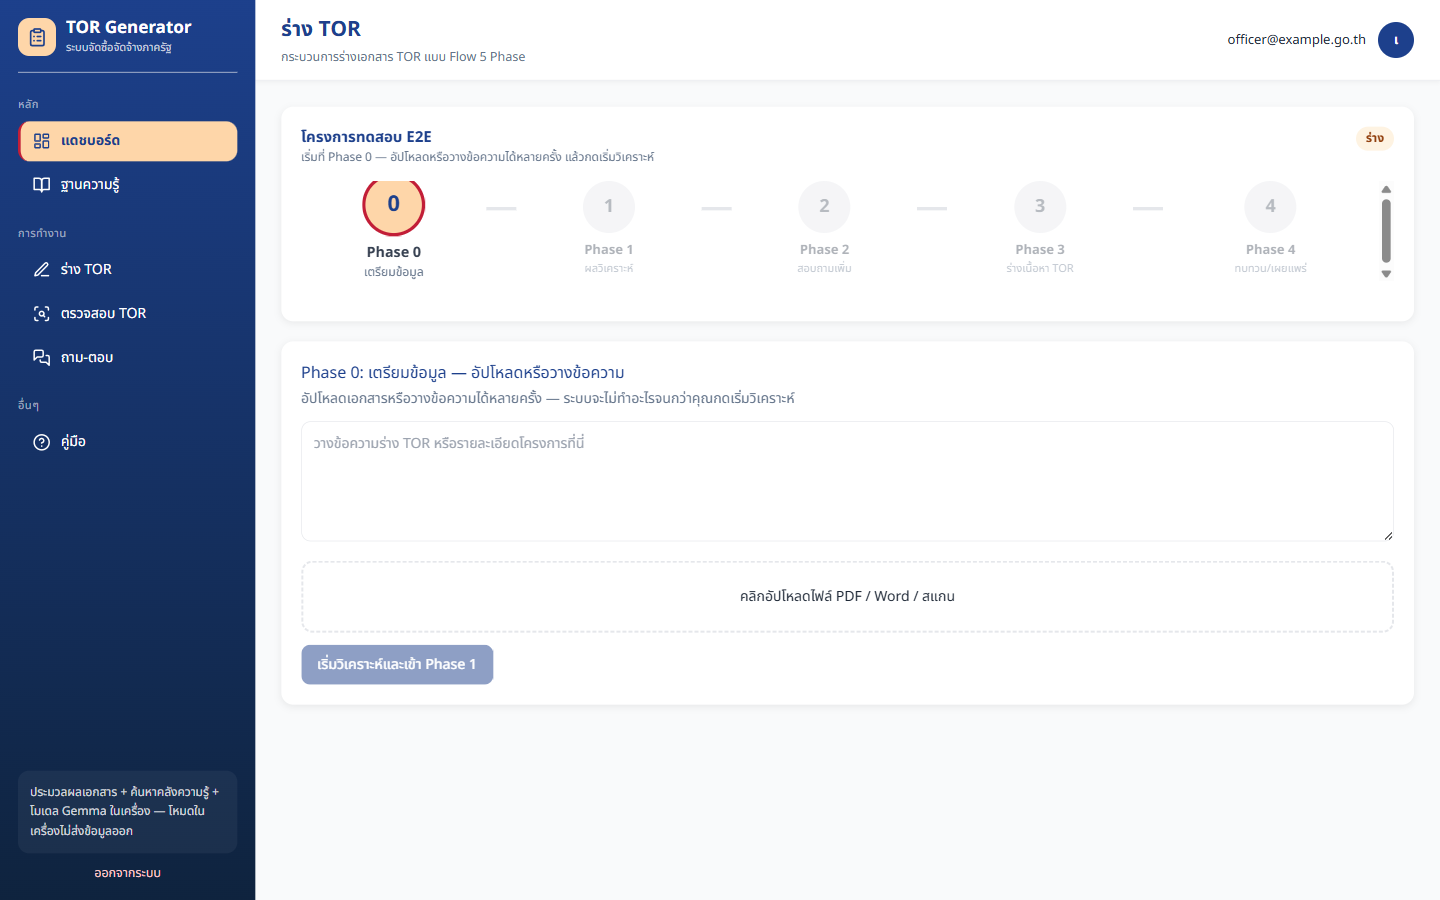 TOR Generator
ระบบจัดซื้อจัดจ้างภาครัฐ
หลัก
แดชบอร์ด
ฐานความรู้
การทำงาน
ร่าง TOR
ตรวจสอบ TOR
ถาม-ตอบ
อื่นๆ
คู่มือ
ประมวลผลเอกสาร + ค้นหาคลังความรู้ +
โมเดล Gemma ในเครื่อง — โหมดใน
เครื่องไม่ส่งข้อมูลออก
ออกจากระบบ
ร่าง TOR
กระบวนการร่างเอกสาร TOR แบบ Flow 5 Phase
officer@example.go.th
เ
โครงการทดสอบ E2E
ร่าง
เริ่มที่ Phase 0 — อัปโหลดหรือวางข้อความได้หลายครั้ง แล้วกดเริ่มวิเคราะห์
0
Phase 0
เตรียมข้อมูล
1
Phase 1
ผลวิเคราะห์
2
Phase 2
สอบถามเพิ่ม
3
Phase 3
ร่างเนื้อหา TOR
4
Phase 4
ทบทวน/เผยแพร่
Phase 0: เตรียมข้อมูล — อัปโหลดหรือวางข้อความ
อัปโหลดเอกสารหรือวางข้อความได้หลายครั้ง — ระบบจะไม่ทำอะไรจนกว่าคุณกดเริ่มวิเคราะห์
วางข้อความร่าง TOR หรือรายละเอียดโครงการที่นี่
คลิกอัปโหลดไฟล์ PDF / Word / สแกน
เริ่มวิเคราะห์และเข้า Phase 1